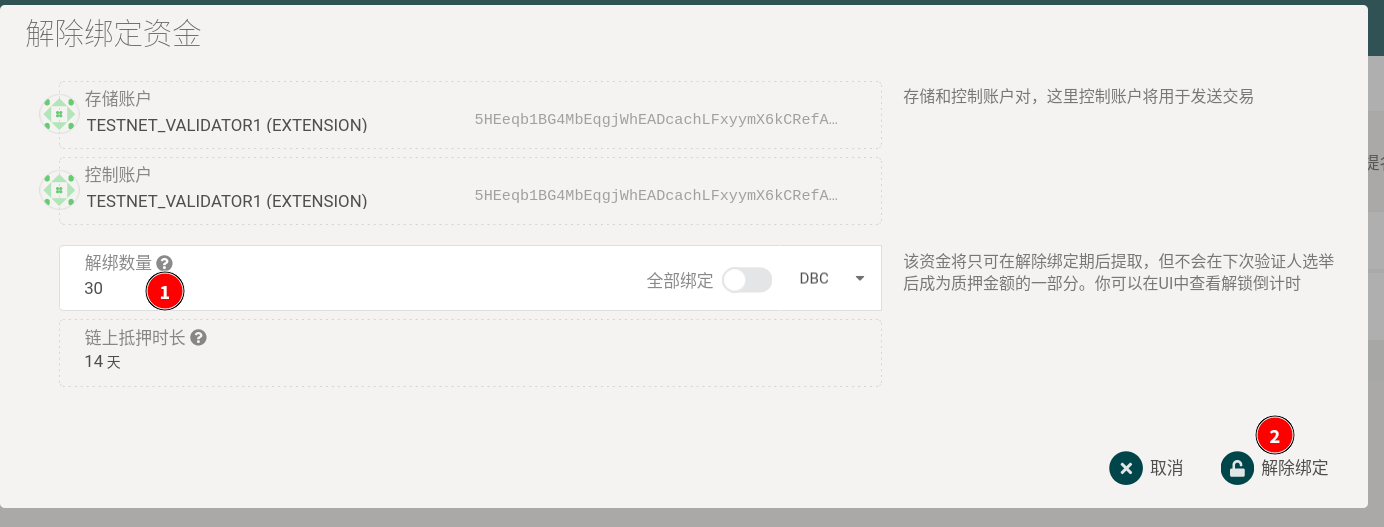 解除绑定资金
存储账户
TESTNET_VALIDATOR1 (EXTENSION)
5HEeqb1BG4MbEqgjWhEADcachLFxyymX6kCRefA…
存储和控制账户对，这里控制账户将用于发送交易
控制账户
TESTNET_VALIDATOR1 (EXTENSION)
5HEeqb1BG4MbEqgjWhEADcachLFxyymX6kCRefA…
解绑数量
30
1
全部绑定
DBC
该资金将只可在解除绑定期后提取，但不会在下次验证人选举
后成为质押金额的一部分。你可以在UI中查看解锁倒计时
链上抵押时长
14 天
2
取消
解除绑定